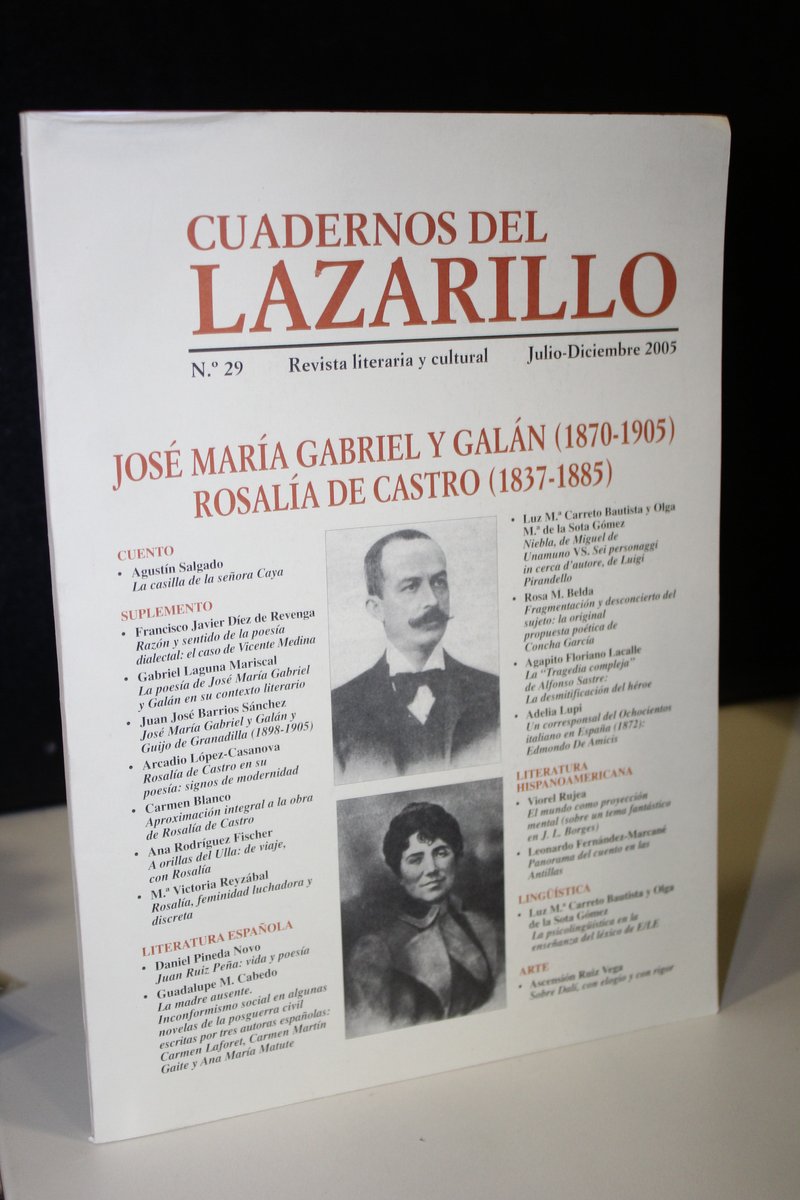 CUADERNOS DEL
LAZARILLO
N.º 29 Revista literaria y cultural Julio-Diciembre 2005
JOSÉ MARÍA GABRIEL Y GALÁN (1870-1905)
ROSALÍA DE CASTRO (1837-1885)
CUENTO
• Agustín Salgado
La casilla de la señora Caya
SUPLEMENTO
• Francisco Javier Díez de Revenga
Razón y sentido de la poesía
dialectal: el caso de Vicente Medina
• Gabriel Laguna Mariscal
La poesía de José María Gabriel
y Galán en su contexto literario
• Juan José Barrios Sánchez
José María Gabriel y Galán y
Guijo de Granadilla (1898-1905)
• Arcadio López-Casanova
Rosalía de Castro en su
poesía: signos de modernidad
• Carmen Blanco
Aproximación integral a la obra
de Rosalía de Castro
• Ana Rodríguez Fischer
A orillas del Ulla: de viaje,
con Rosalía
• M.ª Victoria Reyzábal
Rosalía, feminidad luchadora y
discreta
LITERATURA ESPAÑOLA
• Daniel Pineda Novo
Juan Ruiz Peña: vida y poesía
• Guadalupe M. Cabedo
La madre ausente.
Inconformismo social en algunas
novelas de la posguerra civil
escritas por tres autoras españolas:
Carmen Laforet, Carmen Martín
Gaite y Ana María Matute
• Luz M.ª Carreto Bautista y Olga
M.ª de la Sota Gómez
Niebla, de Miguel de
Unamuno VS. Sei personaggi
in cerca d'autore, de Luigi
Pirandello
• Rosa M. Belda
Fragmentación y desconcierto del
sujeto: la original
propuesta poética de
Concha García
• Agapito Floriano Lacalle
La "Tragedia compleja"
de Alfonso Sastre:
La desmitificación del héroe
• Adelia Lupi
Un corresponsal del Ochocientos
italiano en España (1872):
Edmondo De Amicis
LITERATURA
HISPANOAMERICANA
• Viorel Rujea
El mundo como proyección
mental (sobre un tema fantástico
en J. L. Borges)
• Leonardo Fernández-Marcané
Panorama del cuento en las
Antillas
LINGÜÍSTICA
• Luz M.ª Carreto Bautista y Olga
de la Sota Gómez
La psicolingüística en la
enseñanza del léxico de E/LE
ARTE
• Ascensión Ruiz Vega
Sobre Dalí, con elogio y con rigor